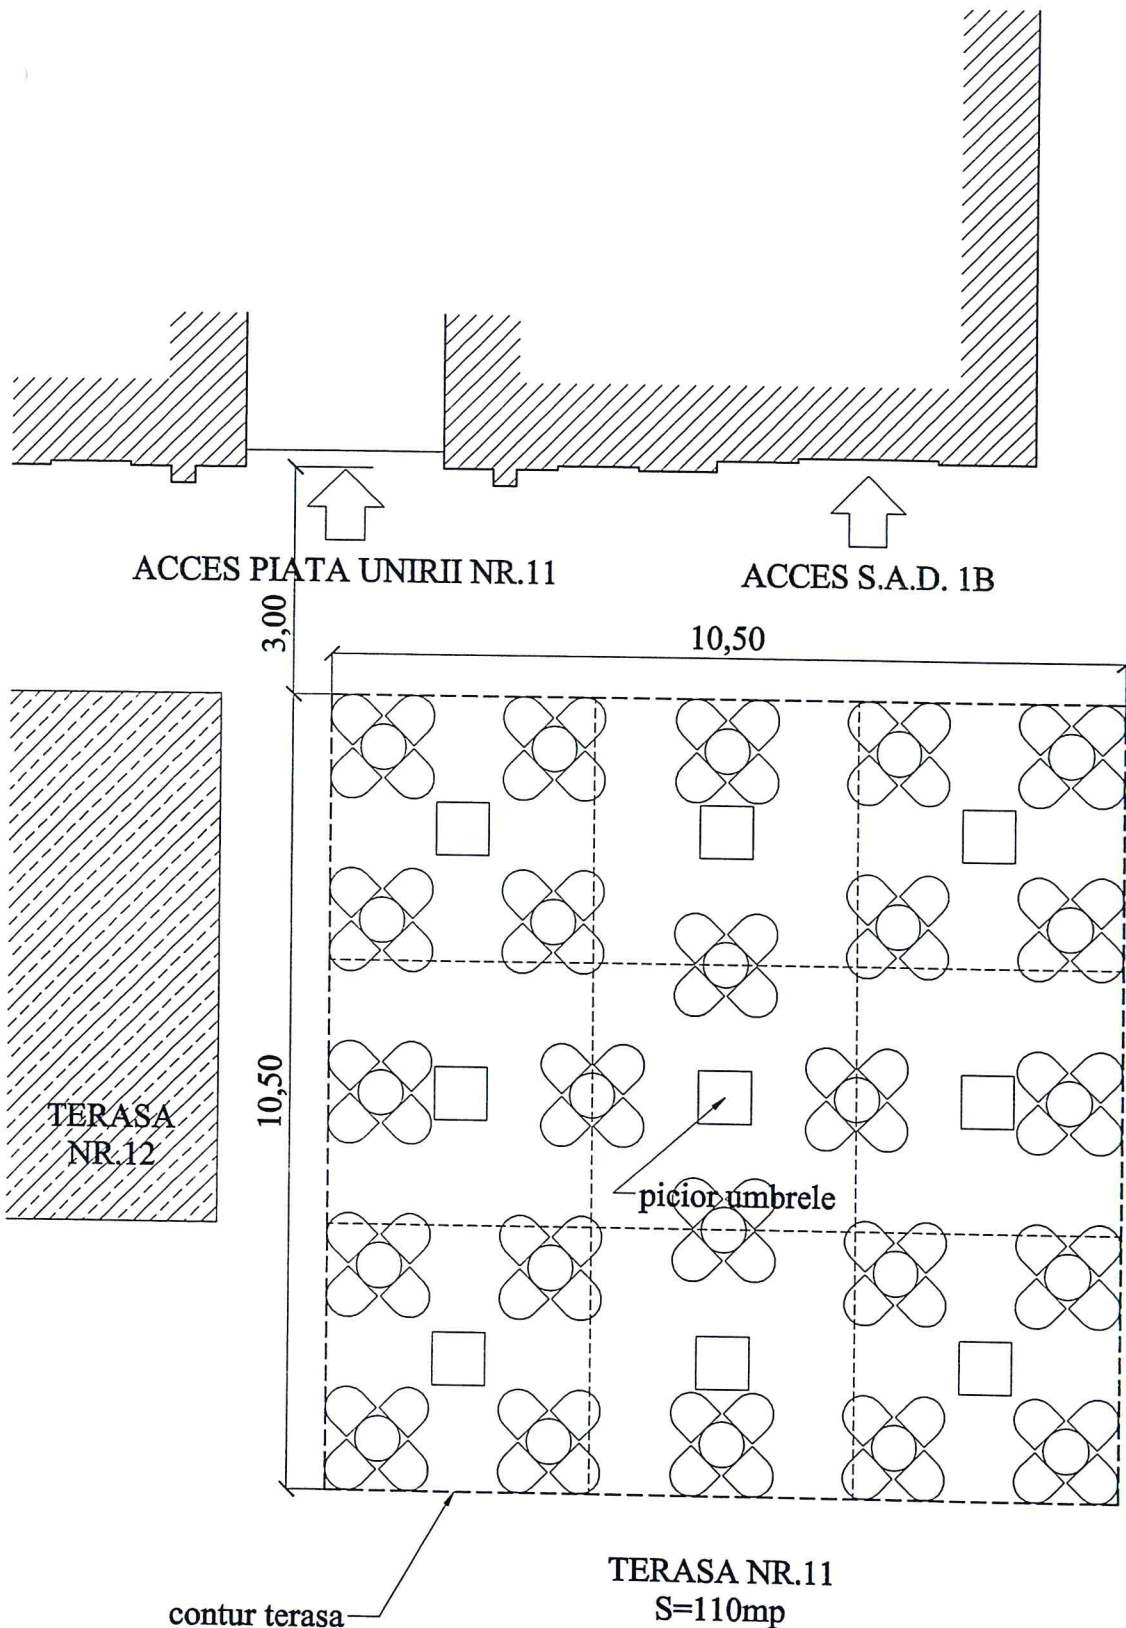 ACCES PIATA UNIRII NR.11
ACCES S.A.D. 1B
3,00
10,50
10,50
TERASA
NR.12
picior umbrele
TERASA NR.11
S=110mp
contur terasa